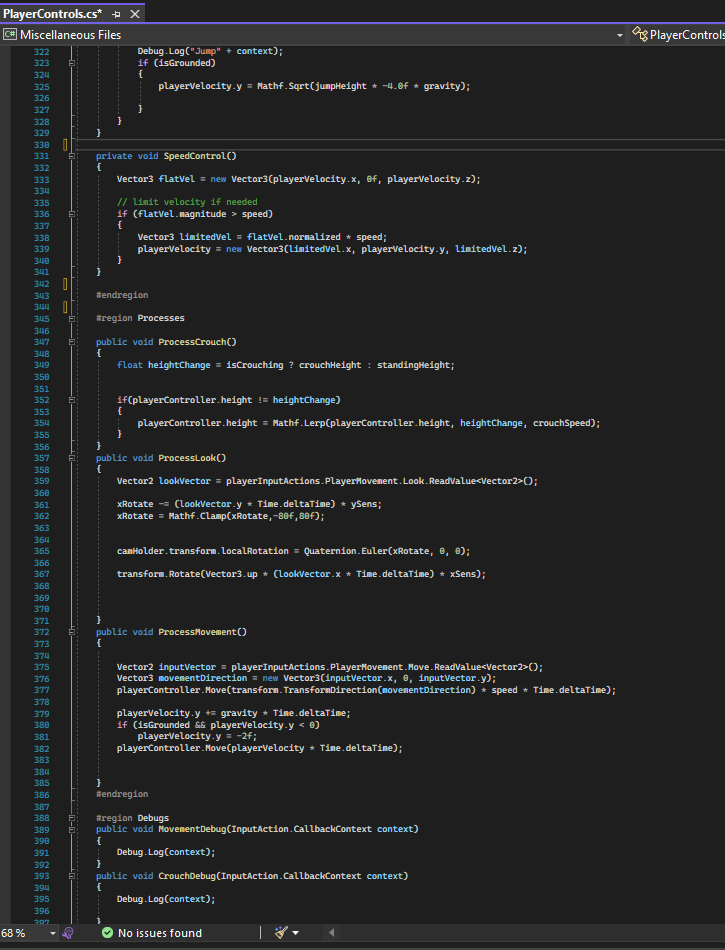 PlayerControls.cs*
C# Miscellaneous Files PlayerControls
322 Debug.Log("Jump" + context);
323 if (isGrounded)
324 {
325 playerVelocity.y = Mathf.Sqrt(jumpHeight * -4.0f * gravity);
326
327 }
328 }
329 }
330
331 private void SpeedControl()
332 {
333 Vector3 flatVel = new Vector3(playerVelocity.x, 0f, playerVelocity.z);
334
335 // limit velocity if needed
336 if (flatVel.magnitude > speed)
337 {
338 Vector3 limitedVel = flatVel.normalized * speed;
339 playerVelocity = new Vector3(limitedVel.x, playerVelocity.y, limitedVel.z);
340 }
341 }
342
343 #endregion
344
345 #region Processes
346
347 public void ProcessCrouch()
348 {
349 float heightChange = isCrouching ? crouchHeight : standingHeight;
350
351
352 if(playerController.height != heightChange)
353 {
354 playerController.height = Mathf.Lerp(playerController.height, heightChange, crouchSpeed);
355 }
356 }
357 public void ProcessLook()
358 {
359 Vector2 lookVector = playerInputActions.PlayerMovement.Look.ReadValue<Vector2>();
360
361 xRotate -= (lookVector.y * Time.deltaTime) * ySens;
362 xRotate = Mathf.Clamp(xRotate,-80f,80f);
363
364
365 camHolder.transform.localRotation = Quaternion.Euler(xRotate, 0, 0);
366
367 transform.Rotate(Vector3.up * (lookVector.x * Time.deltaTime) * xSens);
368
369
370
371 }
372 public void ProcessMovement()
373 {
374
375 Vector2 inputVector = playerInputActions.PlayerMovement.Move.ReadValue<Vector2>();
376 Vector3 movementDirection = new Vector3(inputVector.x, 0, inputVector.y);
377 playerController.Move(transform.TransformDirection(movementDirection) * speed * Time.deltaTime);
378
379 playerVelocity.y += gravity * Time.deltaTime;
380 if (isGrounded && playerVelocity.y < 0)
381 playerVelocity.y = -2f;
382 playerController.Move(playerVelocity * Time.deltaTime);
383
384
385 }
386 #endregion
387
388 #region Debugs
389 public void MovementDebug(InputAction.CallbackContext context)
390 {
391 Debug.Log(context);
392 }
393 public void CrouchDebug(InputAction.CallbackContext context)
394 {
395 Debug.Log(context);
396
397 }
68 % No issues found